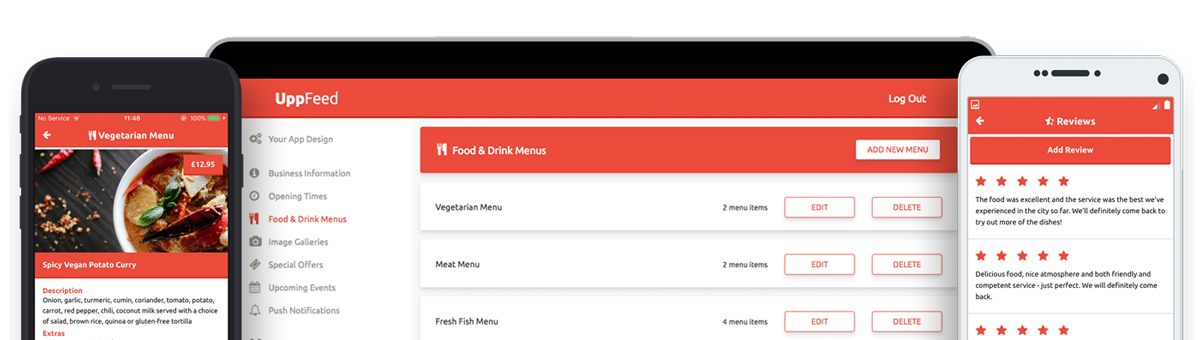 No Service
11:46
100%
Vegetarian Menu
£12.95
Spicy Vegan Potato Curry
Description
Onion, garlic, turmeric, cumin, coriander, tomato, potato,
carrot, red pepper, chili, coconut milk served with a choice
of salad, brown rice, quinoa or gluten-free tortilla
Extras
UppFeed
Log Out
Your App Design
Business Information
Opening Times
Food & Drink Menus
Image Galleries
Special Offers
Upcoming Events
Push Notifications
Food & Drink Menus
ADD NEW MENU
Vegetarian Menu
2 menu items
EDIT
DELETE
Meat Menu
2 menu items
EDIT
DELETE
Fresh Fish Menu
4 menu items
EDIT
DELETE
Reviews
Add Review
The food was excellent and the service was the best we've
experienced in the city so far. We'll definitely come back to
try out more of the dishes!
Delicious food, nice atmosphere and both friendly and
competent service - just perfect. We will definitely come
back.